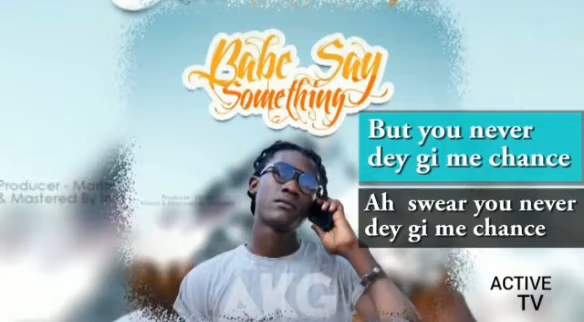 Babe Say
Something
But you never
dey gi me chance
Ah swear you never
dey gi me chance
Producer - 
& Mastered By
Producer -
AKG
ACTIVE
TV